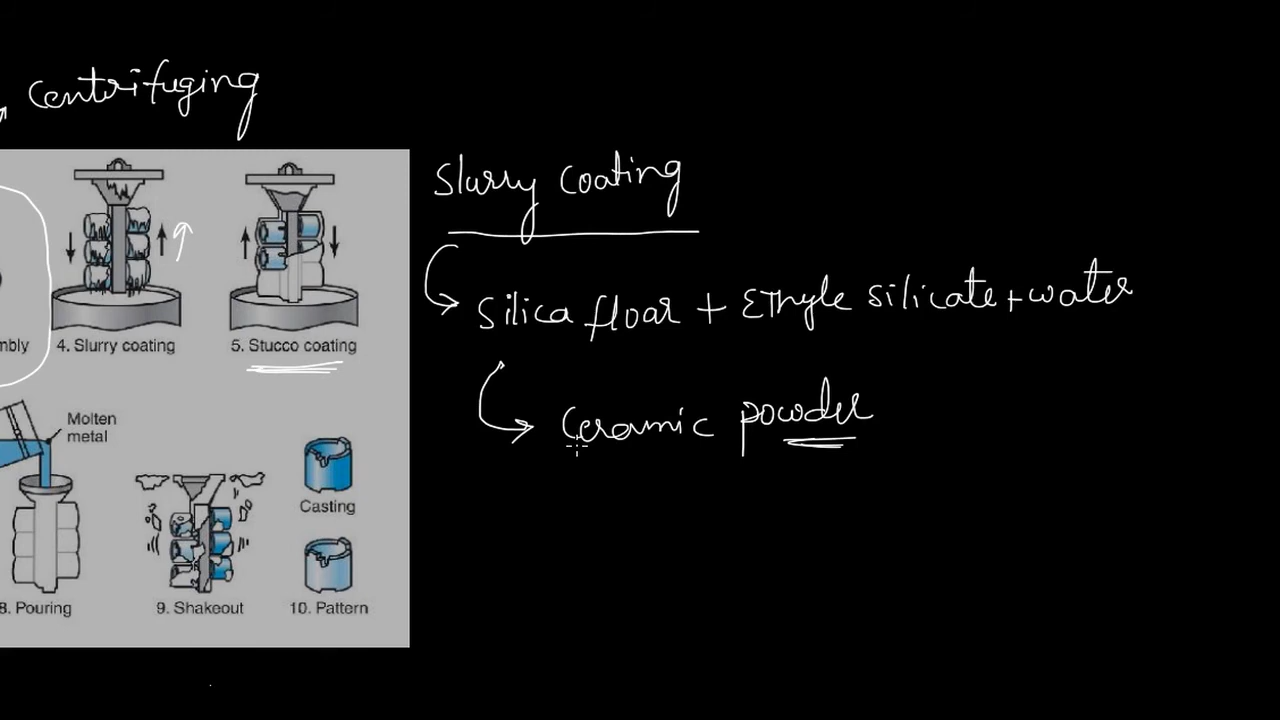 centrifuging
Slurry coating
Silica floar + Ethyle silicate + water
Ceramic powder
mbly
4. Slurry coating
5. Stucco coating
Molten
metal
Casting
8. Pouring
9. Shakeout
10. Pattern